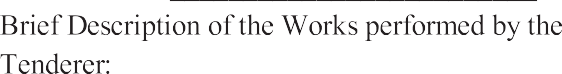 Brief Description of the Works performed by the
Tenderer: